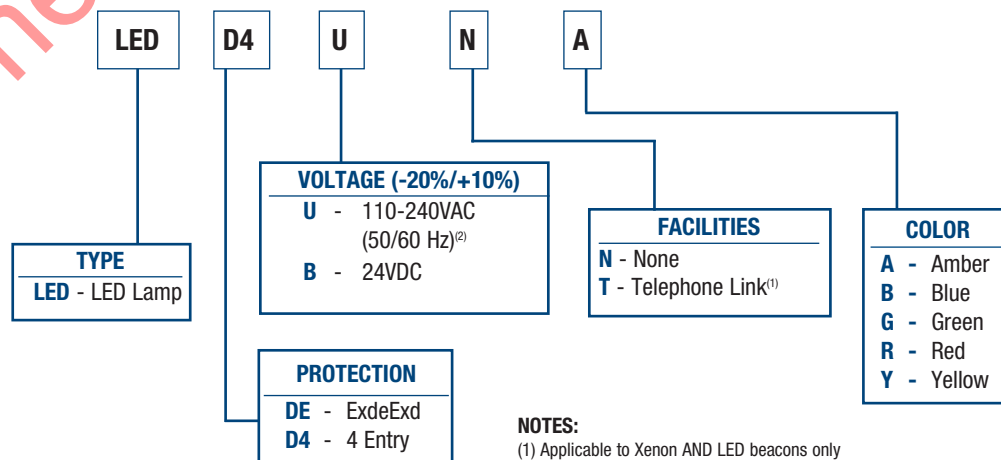 ne
LED D4 U N A
VOLTAGE (-20%/+10%)
U - 110-240VAC
(50/60 Hz)(2)
B - 24VDC
TYPE
LED - LED Lamp
FACILITIES
N - None
T - Telephone Link(1)
COLOR
A - Amber
B - Blue
G - Green
R - Red
Y - Yellow
PROTECTION
DE - ExdeExd
D4 - 4 Entry
NOTES:
(1) Applicable to Xenon AND LED beacons only